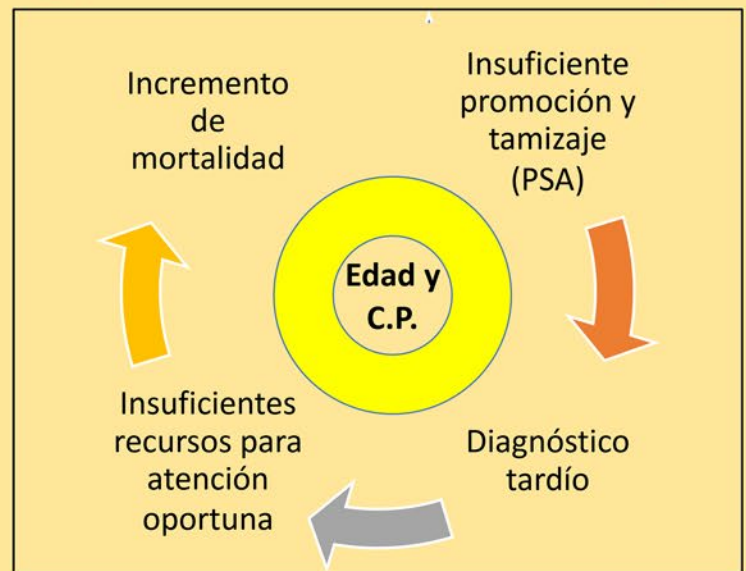 Incremento
de
mortalidad
Insuficiente
promoción y
tamizaje
(PSA)
Edad y
C.P.
Insuficientes
recursos para
atención
oportuna
Diagnóstico
tardío